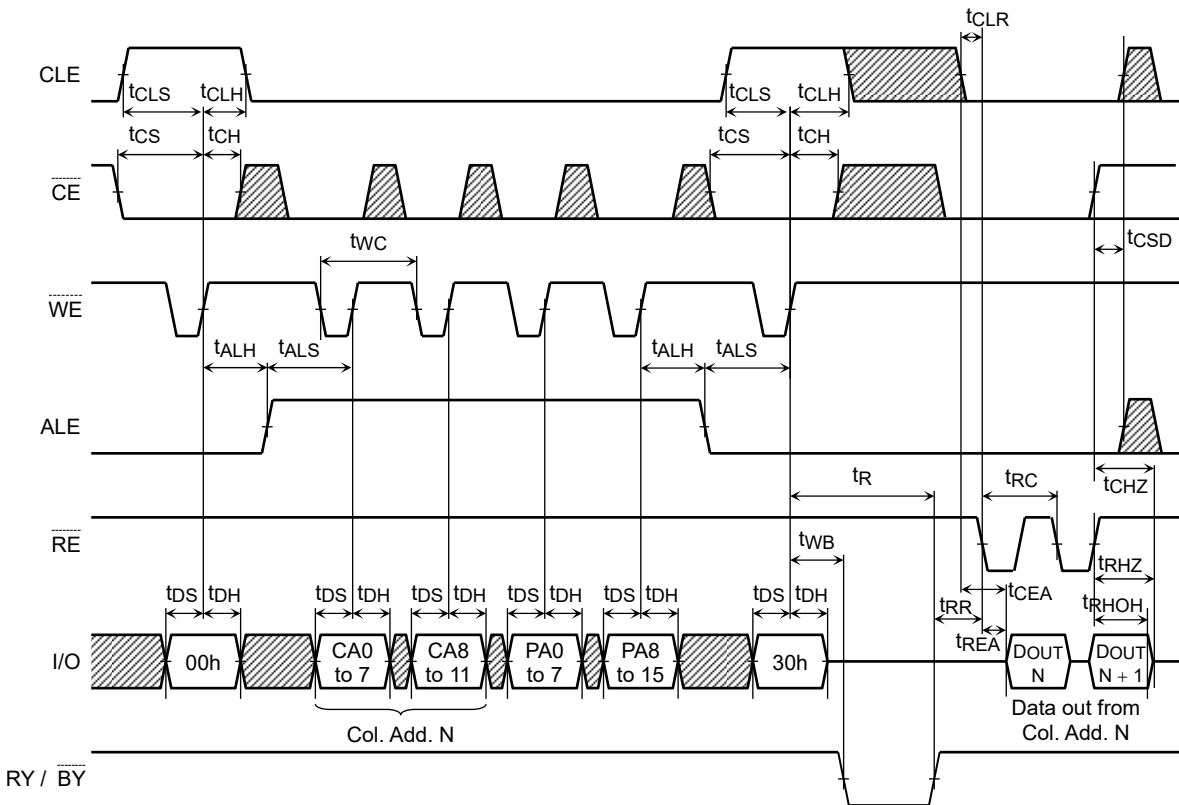 tCLR
CLE
tCLS tCLH tCLS tCLH
tCS tCH tCS tCH
CE
tWC tCSD
WE
tALH tALS tALH tALS
ALE
tR tRC tCHZ
RE
tWB tRHZ
tDS tDH tDS tDH tDS tDH tDS tDH tDS tDH tDS tDH tRR tCEA tRHOH
tREA
I/O 00h CA0 to 7 CA8 to 11 PA0 to 7 PA8 to 15 30h DOUT N DOUT N + 1
Col. Add. N
Data out from
Col. Add. N
RY / BY